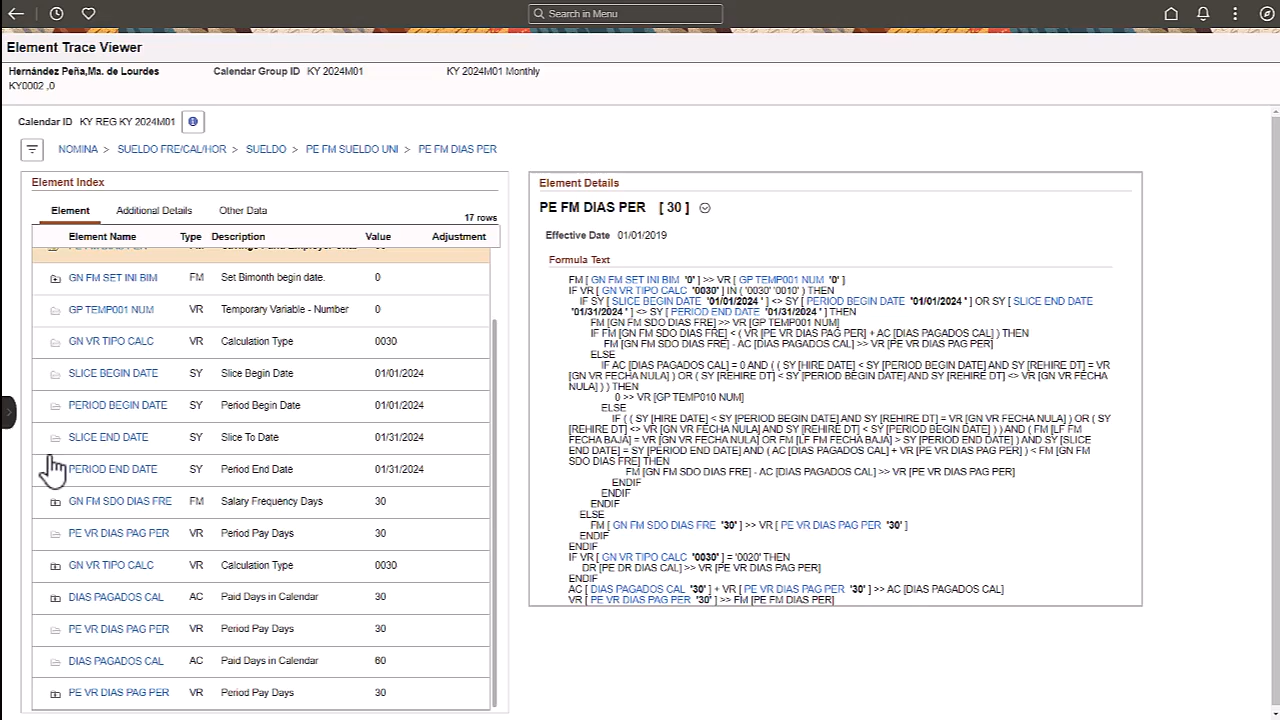 Search in Menu
Element Trace Viewer
Hernández Peña,Ma. de Lourdes Calendar Group ID KY 2024M01 KY 2024M01 Monthly
KY0002 ,0
Calendar ID KY REG KY 2024M01
NOMINA > SUELDO FRE/CAL/HOR > SUELDO > PE FM SUELDO UNI > PE FM DIAS PER
Element Index
Element Additional Details Other Data 17 rows
Element Name Type Description Value Adjustment
GN FM SET INI BIM FM Set Bimonth begin date. 0
GP TEMP001 NUM VR Temporary Variable - Number 0
GN VR TIPO CALC VR Calculation Type 0030
SLICE BEGIN DATE SY Slice Begin Date 01/01/2024
PERIOD BEGIN DATE SY Period Begin Date 01/01/2024
SLICE END DATE SY Slice To Date 01/31/2024
PERIOD END DATE SY Period End Date 01/31/2024
GN FM SDO DIAS FRE FM Salary Frequency Days 30
PE VR DIAS PAG PER VR Period Pay Days 30
GN VR TIPO CALC VR Calculation Type 0030
DIAS PAGADOS CAL AC Paid Days in Calendar 30
PE VR DIAS PAG PER VR Period Pay Days 30
DIAS PAGADOS CAL AC Paid Days in Calendar 60
PE VR DIAS PAG PER VR Period Pay Days 30
Element Details
PE FM DIAS PER [ 30 ]
Effective Date 01/01/2019
Formula Text
FM [ GN FM SET INI BIM '0' ] >> VR [ GP TEMP001 NUM '0' ]
IF VR [ GN VR TIPO CALC '0030' ] IN ( '0030' '0010' ) THEN
IF SY [ SLICE BEGIN DATE '01/01/2024 ' ] <> SY [ PERIOD BEGIN DATE '01/01/2024 ' ] OR SY [ SLICE END DATE
'01/31/2024 ' ] <> SY [ PERIOD END DATE '01/31/2024 ' ] THEN
FM [GN FM SDO DIAS FRE] >> VR [GP TEMP001 NUM]
IF FM [GN FM SDO DIAS FRE] < ( VR [PE VR DIAS PAG PER] + AC [DIAS PAGADOS CAL] ) THEN
FM [GN FM SDO DIAS FRE] - AC [DIAS PAGADOS CAL] >> VR [PE VR DIAS PAG PER]
ELSE
IF AC [DIAS PAGADOS CAL] = 0 AND ( ( SY [HIRE DATE] < SY [PERIOD BEGIN DATE] AND SY [REHIRE DT] = VR
[GN VR FECHA NULA] ) OR ( SY [REHIRE DT] < SY [PERIOD BEGIN DATE] AND SY [REHIRE DT] <> VR [GN VR FECHA
NULA] ) ) THEN
0 >> VR [GP TEMP010 NUM]
ELSE
IF ( ( SY [HIRE DATE] < SY [PERIOD BEGIN DATE] AND SY [REHIRE DT] = VR [GN VR FECHA NULA] ) OR ( SY
[REHIRE DT] <> VR [GN VR FECHA NULA] AND SY [REHIRE DT] < SY [PERIOD BEGIN DATE] ) ) AND ( FM [LF FM
FECHA BAJA] = VR [GN VR FECHA NULA] OR FM [LF FM FECHA BAJA] > SY [PERIOD END DATE] ) AND SY [SLICE
END DATE] = SY [PERIOD END DATE] AND ( AC [DIAS PAGADOS CAL] + VR [PE VR DIAS PAG PER] ) < FM [GN FM
SDO DIAS FRE] THEN
FM [GN FM SDO DIAS FRE] - AC [DIAS PAGADOS CAL] >> VR [PE VR DIAS PAG PER]
ENDIF
ENDIF
ENDIF
ELSE
FM [ GN FM SDO DIAS FRE '30' ] >> VR [ PE VR DIAS PAG PER '30' ]
ENDIF
ENDIF
IF VR [ GN VR TIPO CALC '0030' ] = '0020' THEN
DR [PE DR DIAS CAL] >> VR [PE VR DIAS PAG PER]
ENDIF
AC [ DIAS PAGADOS CAL '30' ] + VR [ PE VR DIAS PAG PER '30' ] >> AC [DIAS PAGADOS CAL]
VR [ PE VR DIAS PAG PER '30' ] >> FM [PE FM DIAS PER]